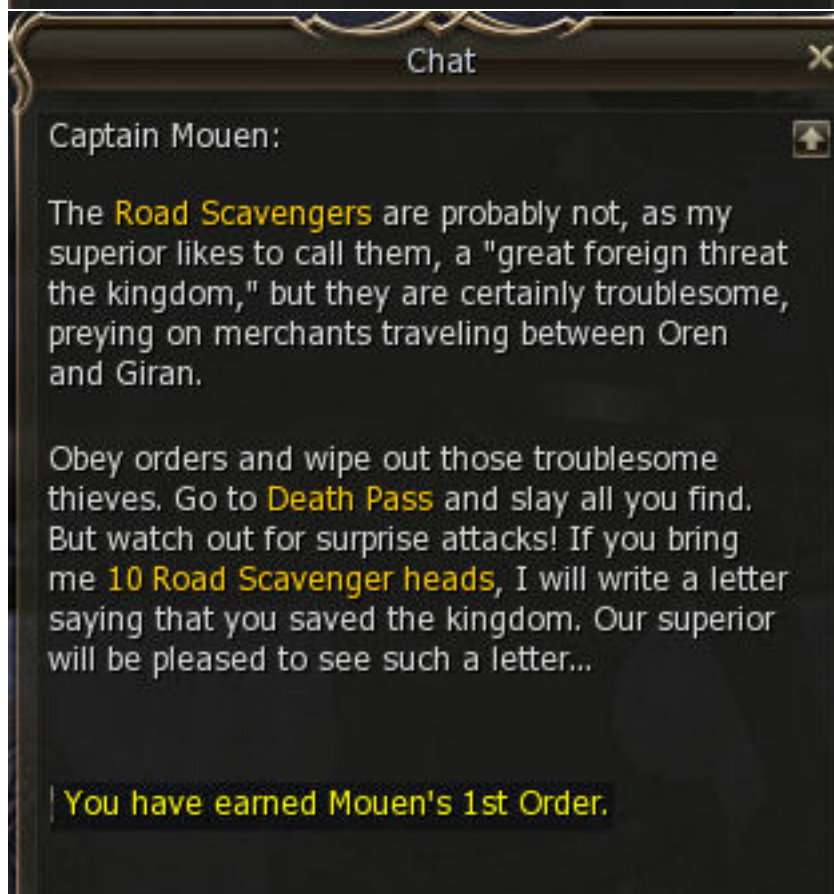 Chat
Captain Mouen:
The Road Scavengers are probably not, as my
superior likes to call them, a "great foreign threat
the kingdom," but they are certainly troublesome,
preying on merchants traveling between Oren
and Giran.
Obey orders and wipe out those troublesome
thieves. Go to Death Pass and slay all you find.
But watch out for surprise attacks! If you bring
me 10 Road Scavenger heads, I will write a letter
saying that you saved the kingdom. Our superior
will be pleased to see such a letter...
You have earned Mouen's 1st Order.